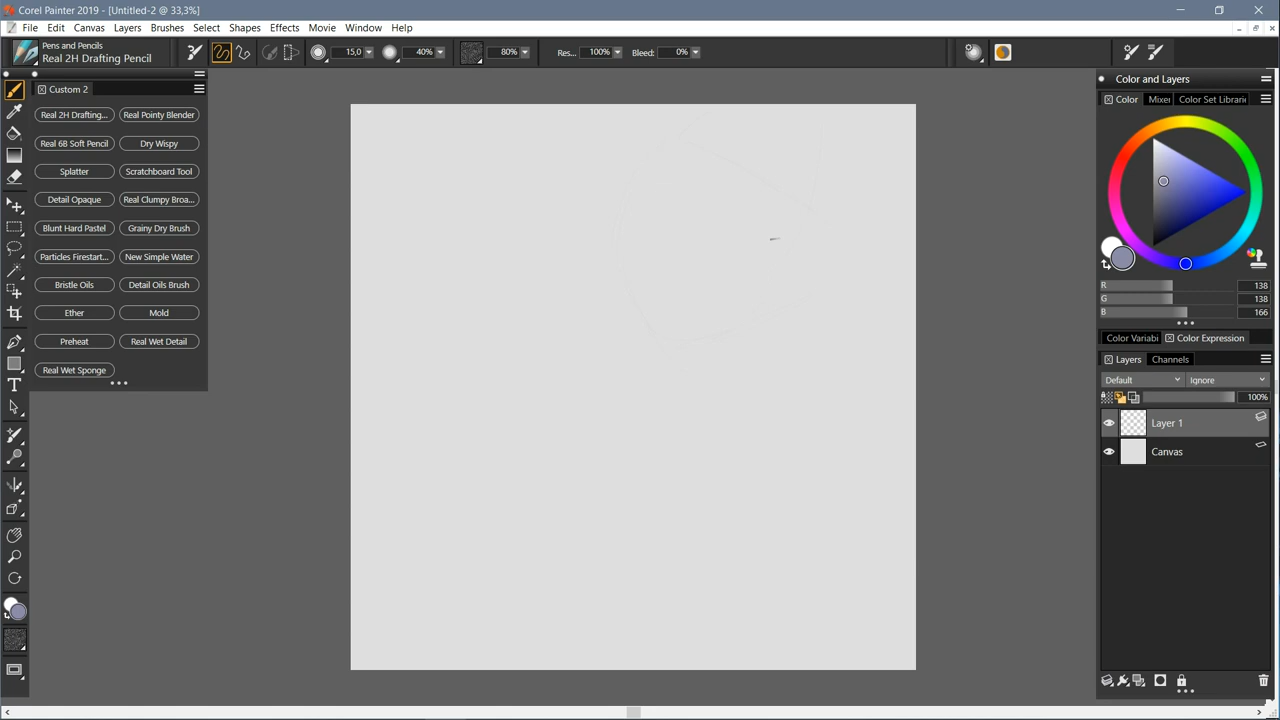 Corel Painter 2019 - [Untitled-2 @ 33,3%]
File Edit Canvas Layers Brushes Select Shapes Effects Movie Window Help
Pens and Pencils
Real 2H Drafting Pencil
15,0 40% 80% Res... 100% Bleed: 0%
Custom 2
Real 2H Drafting... Real Pointy Blender
Real 6B Soft Pencil Dry Wispy
Splatter Scratchboard Tool
Detail Opaque Real Clumpy Broa...
Blunt Hard Pastel Grainy Dry Brush
Particles Firestart... New Simple Water
Bristle Oils Detail Oils Brush
Ether Mold
Preheat Real Wet Detail
Real Wet Sponge
Color and Layers
Color Mixer Color Set Librarie
R 138
G 138
B 166
Color Variabi Color Expression
Layers Channels
Default Ignore
100%
Layer 1
Canvas